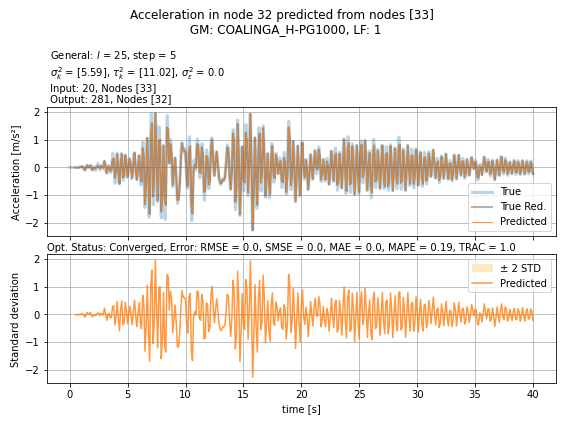 Acceleration in node 32 predicted from nodes [33]
GM: COALINGA_H-PG1000, LF: 1
General: l = 25, step = 5
σ²ₖ = [5.59], τ²ₖ = [11.02], σ²ε = 0.0
Input: 20, Nodes [33]
Output: 281, Nodes [32]
Acceleration [m/s²]
2
1
0
−1
−2
True
True Red.
Predicted
Opt. Status: Converged, Error: RMSE = 0.0, SMSE = 0.0, MAE = 0.0, MAPE = 0.19, TRAC = 1.0
Standard deviation
2
1
0
−1
−2
± 2 STD
Predicted
0 5 10 15 20 25 30 35 40
time [s]